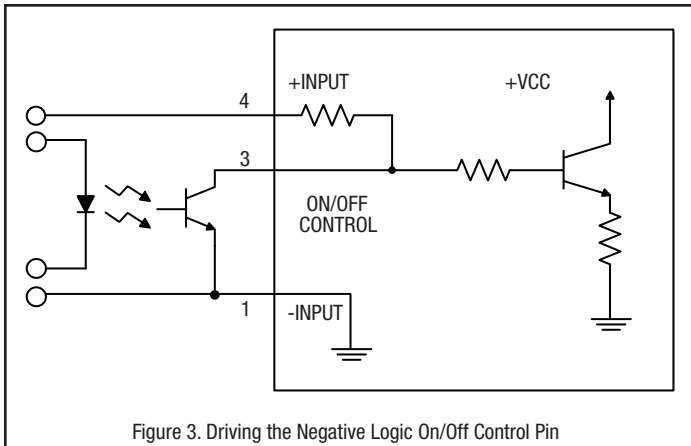 +INPUT
+VCC
4
3
ON/OFF
CONTROL
1
-INPUT
Figure 3. Driving the Negative Logic On/Off Control Pin